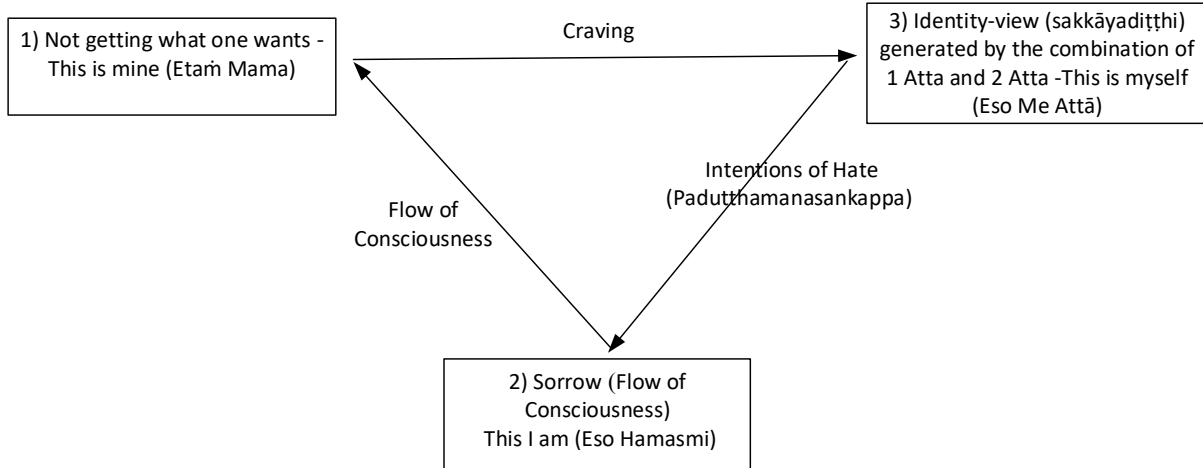 1) Not getting what one wants -
This is mine (Etaṁ Mama)
Craving
3) Identity-view (sakkāyadiṭṭhi)
generated by the combination of
1 Atta and 2 Atta -This is myself
(Eso Me Attā)
Intentions of Hate
(Padutthamanasankappa)
Flow of
Consciousness
2) Sorrow (Flow of
Consciousness)
This I am (Eso Hamasmi)